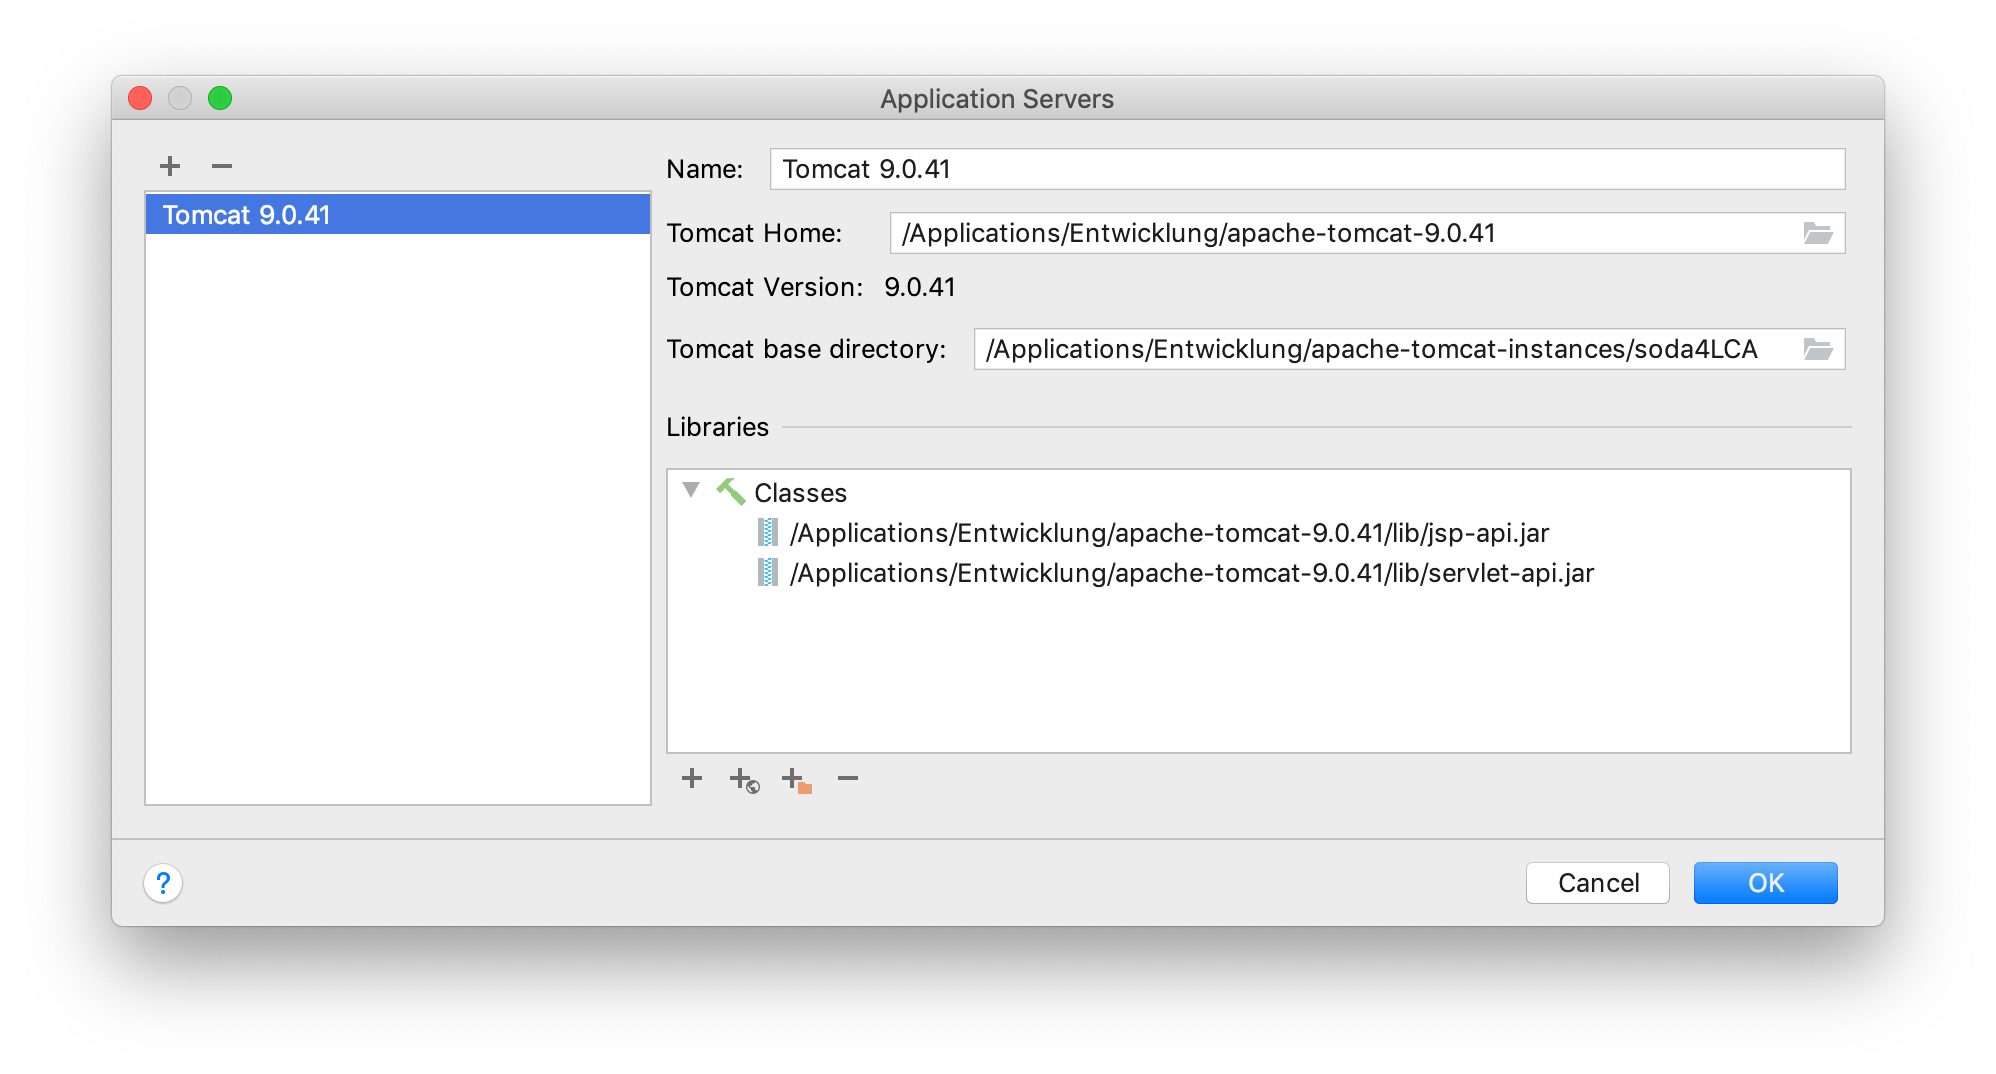 Application Servers
Tomcat 9.0.41
Name: Tomcat 9.0.41
Tomcat Home: /Applications/Entwicklung/apache-tomcat-9.0.41
Tomcat Version: 9.0.41
Tomcat base directory: /Applications/Entwicklung/apache-tomcat-instances/soda4LCA
Libraries
Classes
/Applications/Entwicklung/apache-tomcat-9.0.41/lib/jsp-api.jar
/Applications/Entwicklung/apache-tomcat-9.0.41/lib/servlet-api.jar
? Cancel OK